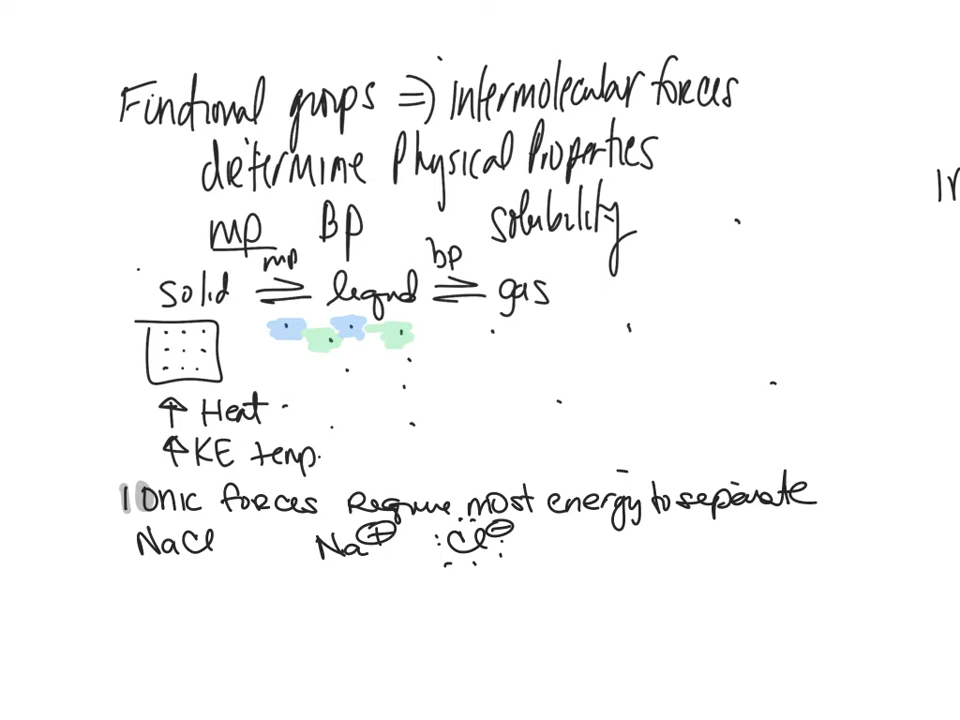 Functional groups ⇒ intermolecular forces
determine Physical Properties
mp BP solubility
mp bp
solid ⇌ liquid ⇌ gas
↑ Heat
↑ KE temp.
Ionic forces Require most energy to separate
NaCl Na⊕ Cl⊖